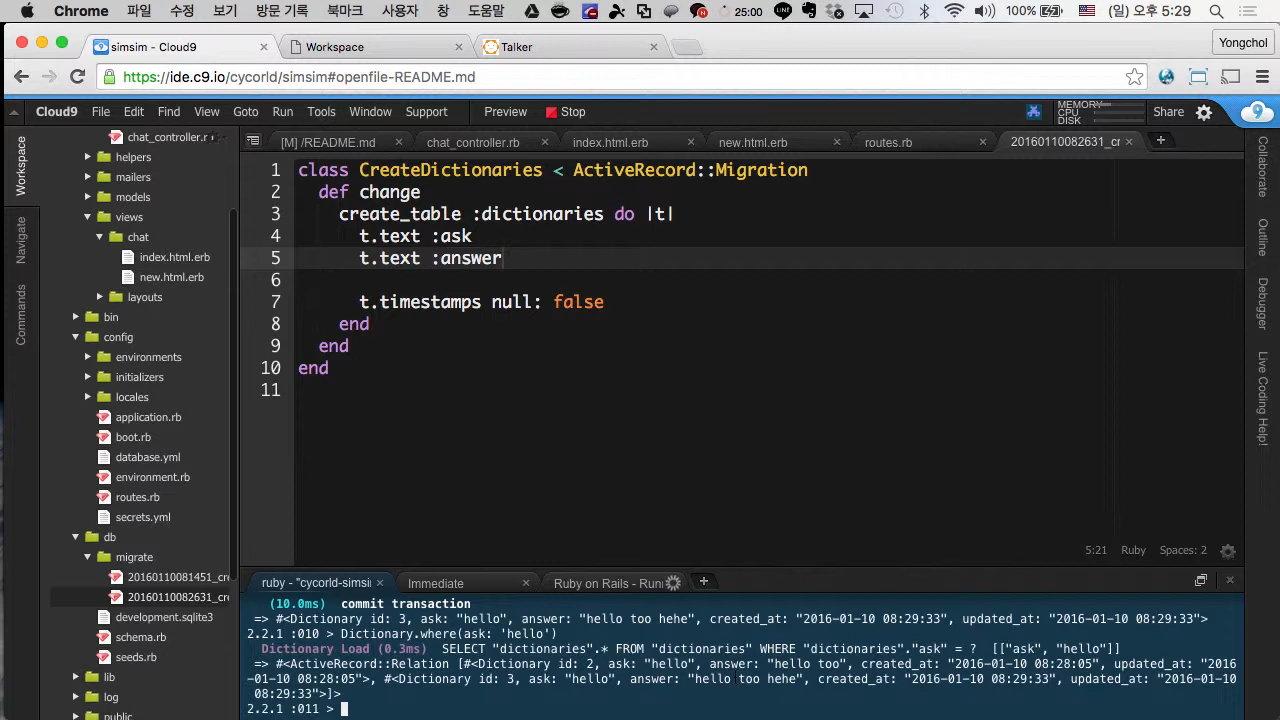 Chrome 파일 수정 보기 방문 기록 북마크 사용자 창 도움말 25:00 100% (일) 오후 5:29
simsim - Cloud9 × Workspace × Talker × Yongchol
https://ide.c9.io/cycorld/simsim#openfile-README.md
Cloud9 File Edit Find View Goto Run Tools Window Support Preview Stop MEMORY CPU DISK Share
[M] /README.md × chat_controller.rb × index.html.erb × new.html.erb × routes.rb × 20160110082631_cr ×
Workspace
Navigate
Commands
chat_controller.r
helpers
mailers
models
views
chat
index.html.erb
new.html.erb
layouts
bin
config
environments
initializers
locales
application.rb
boot.rb
database.yml
environment.rb
routes.rb
secrets.yml
db
migrate
20160110081451_cre
20160110082631_cre
development.sqlite3
schema.rb
seeds.rb
lib
log
public
1 class CreateDictionaries < ActiveRecord::Migration
2 def change
3 create_table :dictionaries do |t|
4 t.text :ask
5 t.text :answer
6
7 t.timestamps null: false
8 end
9 end
10 end
11
5:21 Ruby Spaces: 2
Collaborate
Outline
Debugger
Live Coding Help!
ruby - "cycorld-simsi × Immediate × Ruby on Rails - Run
(10.0ms) commit transaction
=> #<Dictionary id: 3, ask: "hello", answer: "hello too hehe", created_at: "2016-01-10 08:29:33", updated_at: "2016-01-10 08:29:33">
2.2.1 :010 > Dictionary.where(ask: 'hello')
Dictionary Load (0.3ms) SELECT "dictionaries".* FROM "dictionaries" WHERE "dictionaries"."ask" = ? [["ask", "hello"]]
=> #<ActiveRecord::Relation [#<Dictionary id: 2, ask: "hello", answer: "hello too", created_at: "2016-01-10 08:28:05", updated_at: "2016
-01-10 08:28:05">, #<Dictionary id: 3, ask: "hello", answer: "hello too hehe", created_at: "2016-01-10 08:29:33", updated_at: "2016-01-10
08:29:33">]>
2.2.1 :011 >